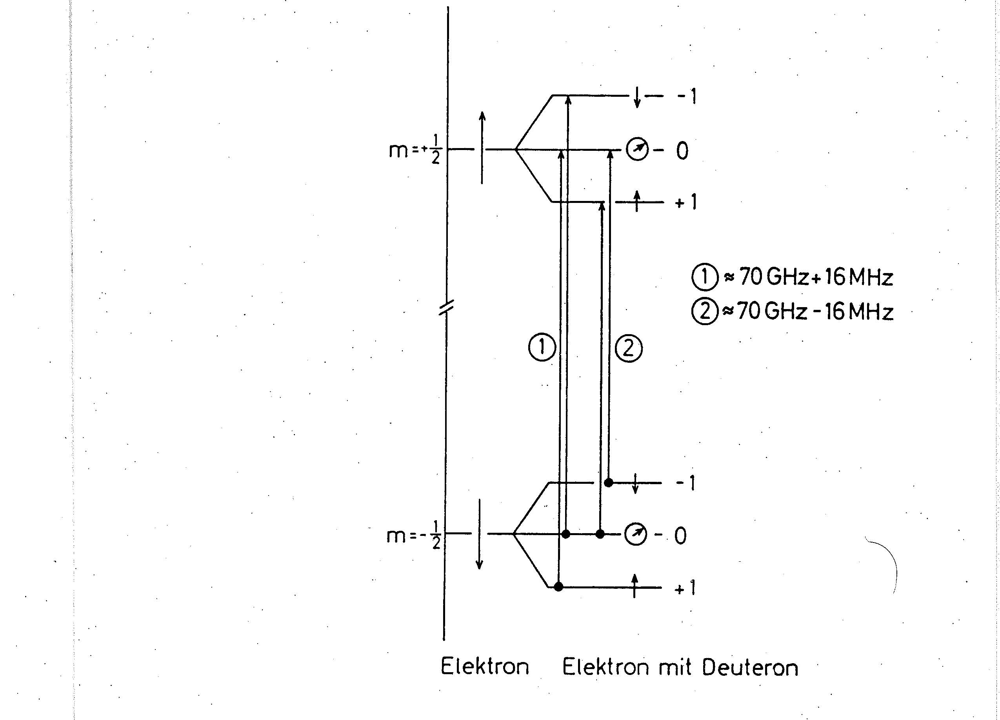 -1
m=+1/2
0
+1
① ≈ 70 GHz + 16 MHz
② ≈ 70 GHz - 16 MHz
① ②
-1
m=-1/2
0
+1
Elektron Elektron mit Deuteron